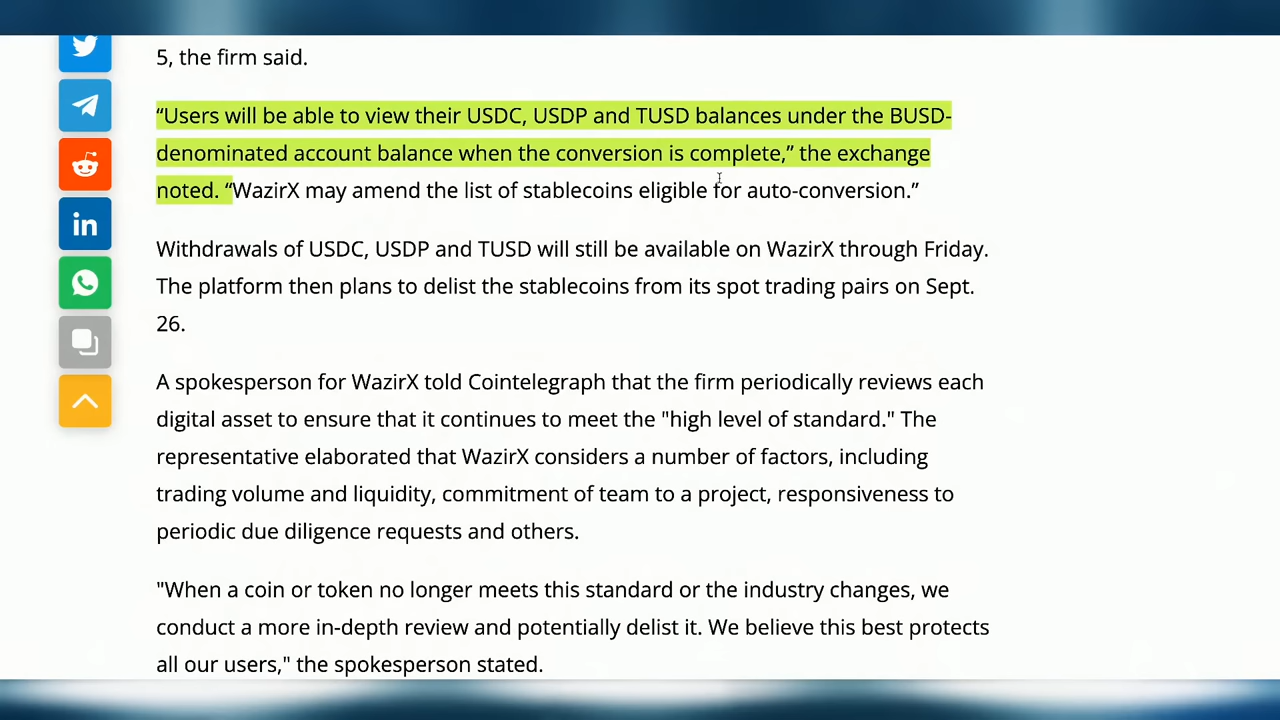 5, the firm said.
“Users will be able to view their USDC, USDP and TUSD balances under the BUSD-
denominated account balance when the conversion is complete,” the exchange
noted. “WazirX may amend the list of stablecoins eligible for auto-conversion.”
Withdrawals of USDC, USDP and TUSD will still be available on WazirX through Friday.
The platform then plans to delist the stablecoins from its spot trading pairs on Sept.
26.
A spokesperson for WazirX told Cointelegraph that the firm periodically reviews each
digital asset to ensure that it continues to meet the "high level of standard." The
representative elaborated that WazirX considers a number of factors, including
trading volume and liquidity, commitment of team to a project, responsiveness to
periodic due diligence requests and others.
"When a coin or token no longer meets this standard or the industry changes, we
conduct a more in-depth review and potentially delist it. We believe this best protects
all our users," the spokesperson stated.